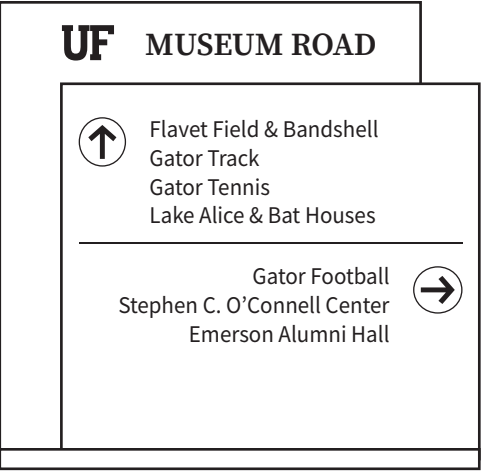 UF MUSEUM ROAD
Flavet Field & Bandshell
Gator Track
Gator Tennis
Lake Alice & Bat Houses
Gator Football
Stephen C. O’Connell Center
Emerson Alumni Hall